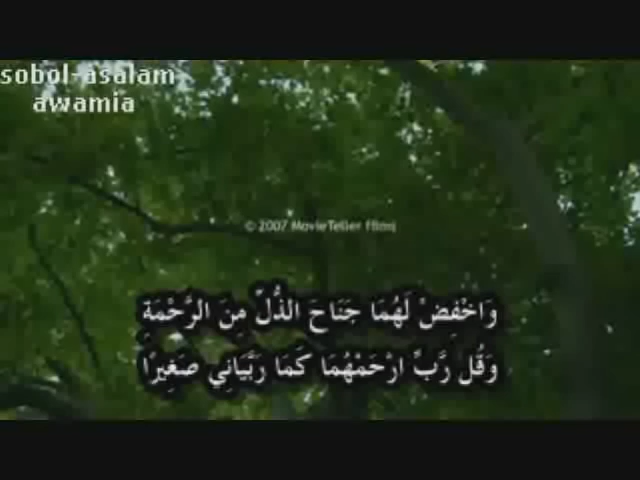 sobol-asalam
awamia
© 2007 MovieTeller films
وَاخْفِضْ لَهُمَا جَنَاحَ الذُّلِّ مِنَ الرَّحْمَةِ
وَقُل رَّبِّ ارْحَمْهُمَا كَمَا رَبَّيَانِي صَغِيرًا